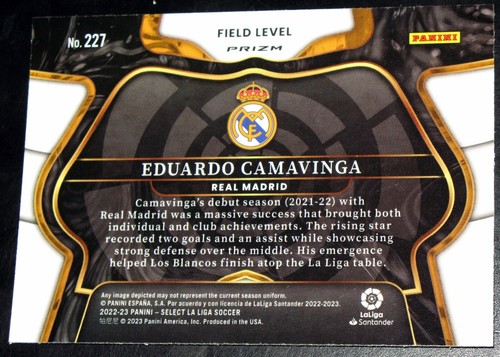 No. 227
FIELD LEVEL
PRIZM
PANINI
EDUARDO CAMAVINGA
REAL MADRID
Camavinga's debut season (2021-22) with
Real Madrid was a massive success that brought both
individual and club achievements. The rising star
recorded two goals and an assist while showcasing
strong defense over the middle. His emergence
helped Los Blancos finish atop the La Liga table.
Any image depicted may not represent the current season uniform.
© PANINI ESPAÑA, S.A. Por acuerdo y con licencia de LaLiga Santander 2022-2023.
2022-23 PANINI – SELECT LA LIGA SOCCER
帕尼尼 © 2023 Panini America, Inc. Produced in the USA.
LaLiga
Santander